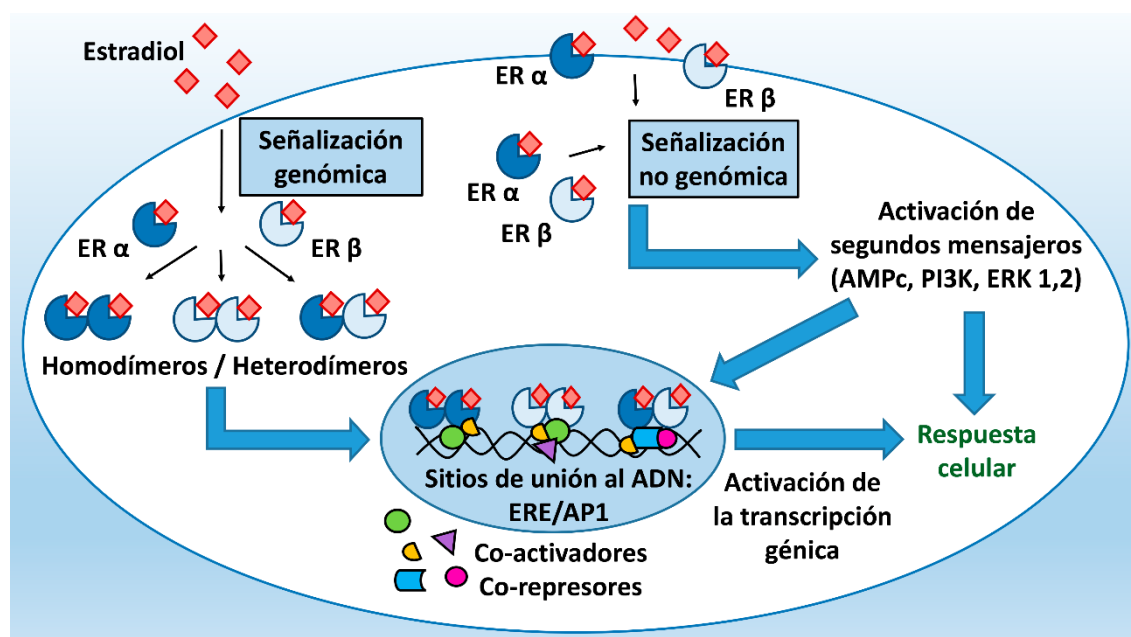 Estradiol
Señalización
genómica
ER α
ER β
Homodímeros / Heterodímeros
ER α
ER β
ER α
ER β
Señalización
no genómica
Activación de
segundos mensajeros
(AMPc, PI3K, ERK 1,2)
Sitios de unión al ADN:
ERE/AP1
Co-activadores
Co-represores
Activación de
la transcripción
génica
Respuesta
celular